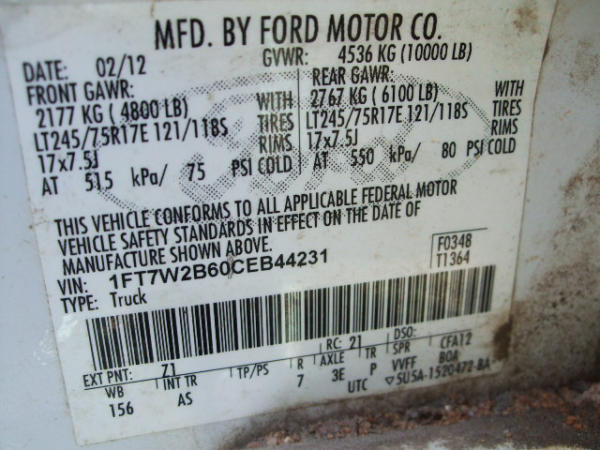 MFD. BY FORD MOTOR CO.
DATE: 02/12 GVWR: 4536 KG (10000 LB)
FRONT GAWR: REAR GAWR:
2177 KG ( 4800 LB) WITH 2767 KG ( 6100 LB) WITH
LT245/75R17E 121/118S TIRES LT245/75R17E 121/118S TIRES
17x7.5J RIMS 17x7.5J RIMS
AT 515 kPa/ 75 PSI COLD AT 550 kPa/ 80 PSI COLD
THIS VEHICLE CONFORMS TO ALL APPLICABLE FEDERAL MOTOR
VEHICLE SAFETY STANDARDS IN EFFECT ON THE DATE OF
MANUFACTURE SHOWN ABOVE.
VIN: 1FT7W2B60CEB44231 F0348
TYPE: Truck T1364
EXT PNT: Z1 RC: 21 DSO:
WB INT TR TP/PS R AXLE TR SPR CFA12
156 AS 7 3E P VVFF BOA
UTC ▽5U5A-1520472-BA